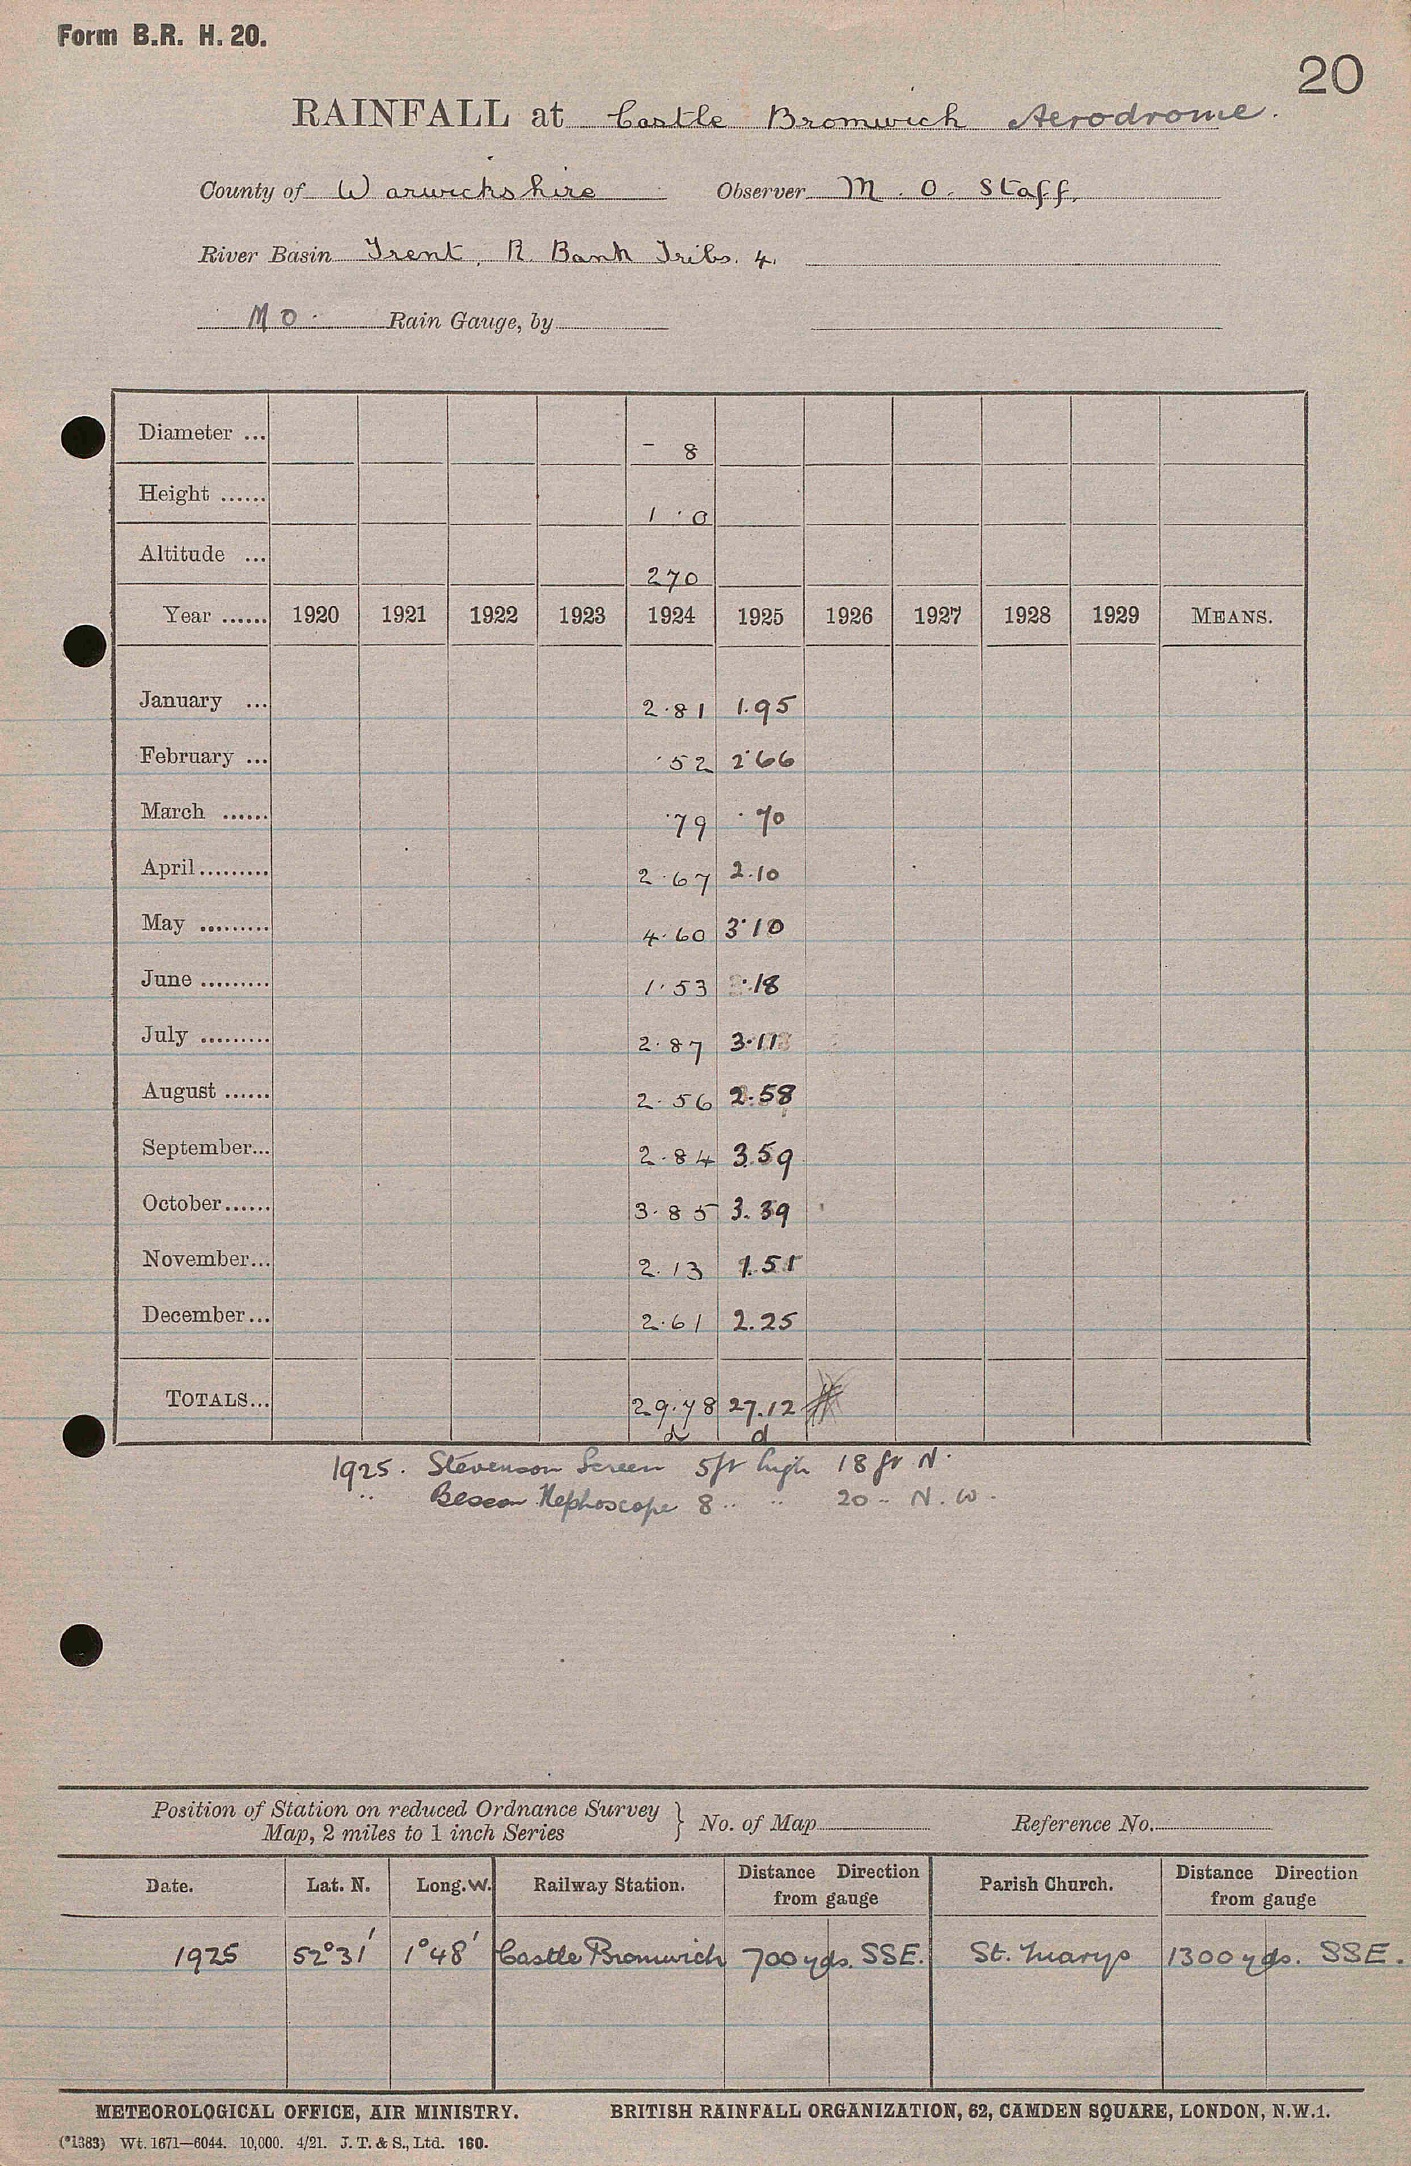 Form B.R. H. 20.
20
RAINFALL at Castle Bromwich Aerodrome.
County of Warwickshire Observer M. O. Staff.
River Basin Trent, R. Bank Tribs. 4.
M O. Rain Gauge, by
Diameter ... – 8
Height ...... 1 · 0
Altitude ... 270
Year ...... 1920 1921 1922 1923 1924 1925 1926 1927 1928 1929 MEANS.
January ... 2·81 1.95
February ... ·52 2·66
March ...... ·79 ·70
April ......... 2·67 2.10
May ......... 4·60 3·10
June ......... 1·53 ·18
July ......... 2·87 3·11
August ...... 2·56 2·58
September... 2·84 3.59
October...... 3·85 3.39
November... 2.13 1.51
December... 2·61 2.25
TOTALS... 29.78 27.12
d d
1925. Stevenson Screen 5ft high 18 ft N.
" Besson Nephoscope 8 " " 20 " N.W.
Position of Station on reduced Ordnance Survey Map, 2 miles to 1 inch Series } No. of Map Reference No.
Date. Lat. N. Long. W. Railway Station. Distance Direction from gauge Parish Church. Distance Direction from gauge
1925 52°31' 1°48' Castle Bromwich 700 yds. SSE. St. Marys 1300 yds. SSE.
METEOROLOGICAL OFFICE, AIR MINISTRY. BRITISH RAINFALL ORGANIZATION, 62, CAMDEN SQUARE, LONDON, N.W.1.
(*1383) Wt. 1671—6044. 10,000. 4/21. J. T. & S., Ltd. 160.